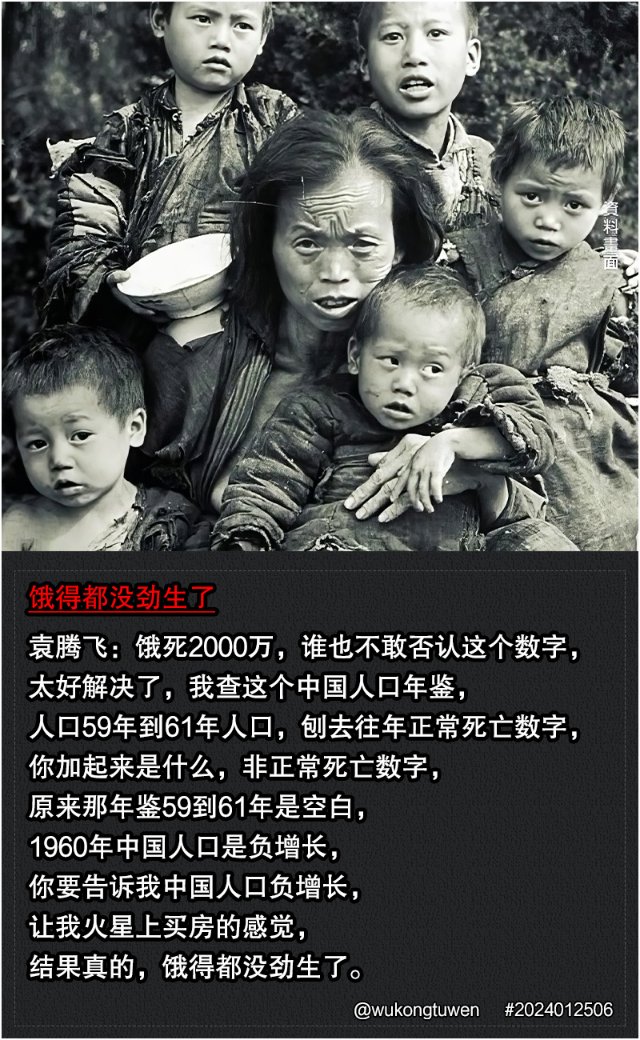 資料畫面
饿得都没劲生了
袁腾飞：饿死2000万，谁也不敢否认这个数字，
太好解决了，我查这个中国人口年鉴，
人口59年到61年人口，刨去往年正常死亡数字，
你加起来是什么，非正常死亡数字，
原来那年鉴59到61年是空白，
1960年中国人口是负增长，
你要告诉我中国人口负增长，
让我火星上买房的感觉，
结果真的，饿得都没劲生了。
@wukongtuwen #2024012506